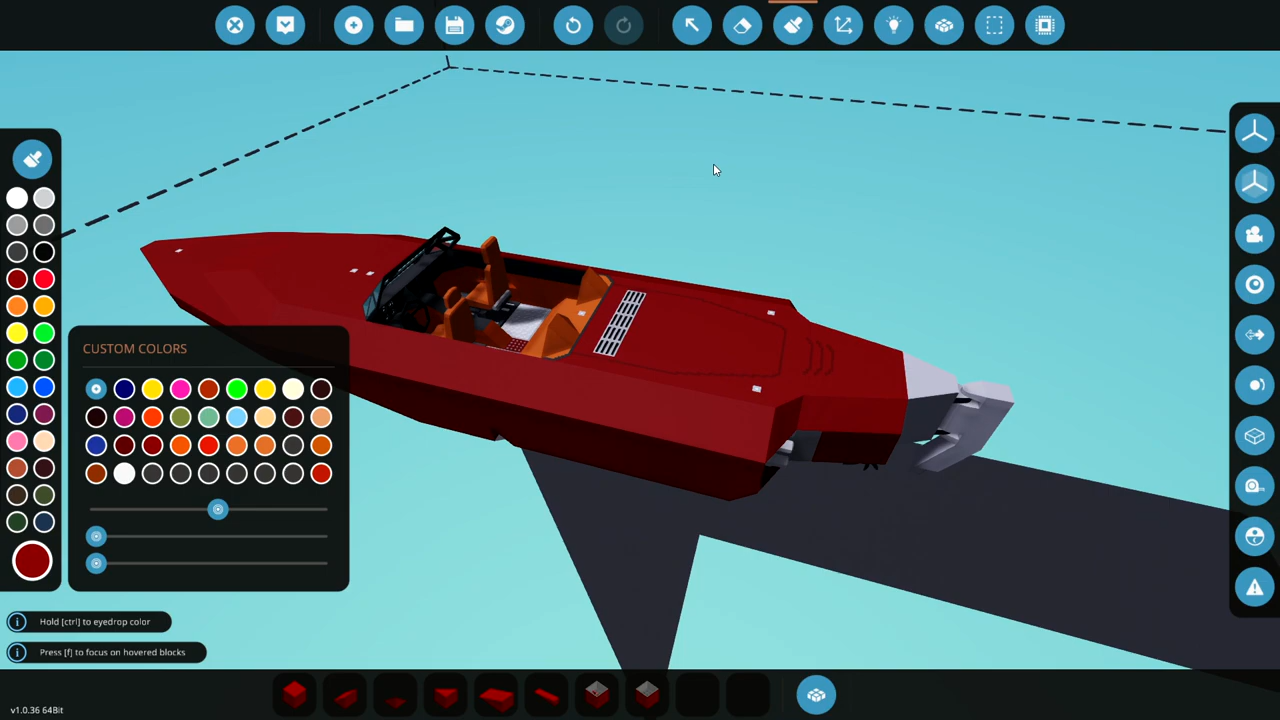 CUSTOM COLORS
Hold [ctrl] to eyedrop color
Press [f] to focus on hovered blocks
v1.0.36 64Bit